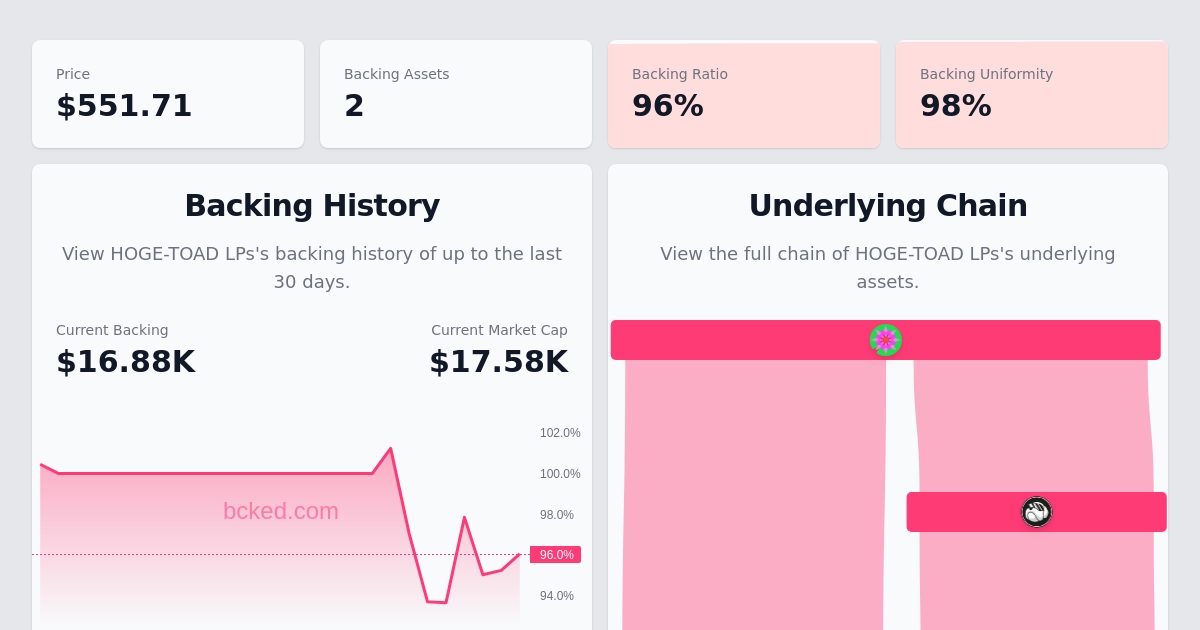 Price
$551.71
Backing Assets
2
Backing Ratio
96%
Backing Uniformity
98%
Backing History
View HOGE-TOAD LPs's backing history of up to the last
30 days.
Current Backing
$16.88K
Current Market Cap
$17.58K
102.0%
100.0%
98.0%
96.0%
94.0%
bcked.com
Underlying Chain
View the full chain of HOGE-TOAD LPs's underlying
assets.